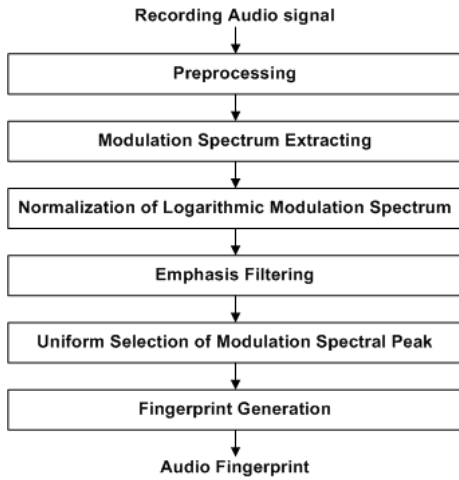 Recording Audio signal
Preprocessing
Modulation Spectrum Extracting
Normalization of Logarithmic Modulation Spectrum
Emphasis Filtering
Uniform Selection of Modulation Spectral Peak
Fingerprint Generation
Audio Fingerprint